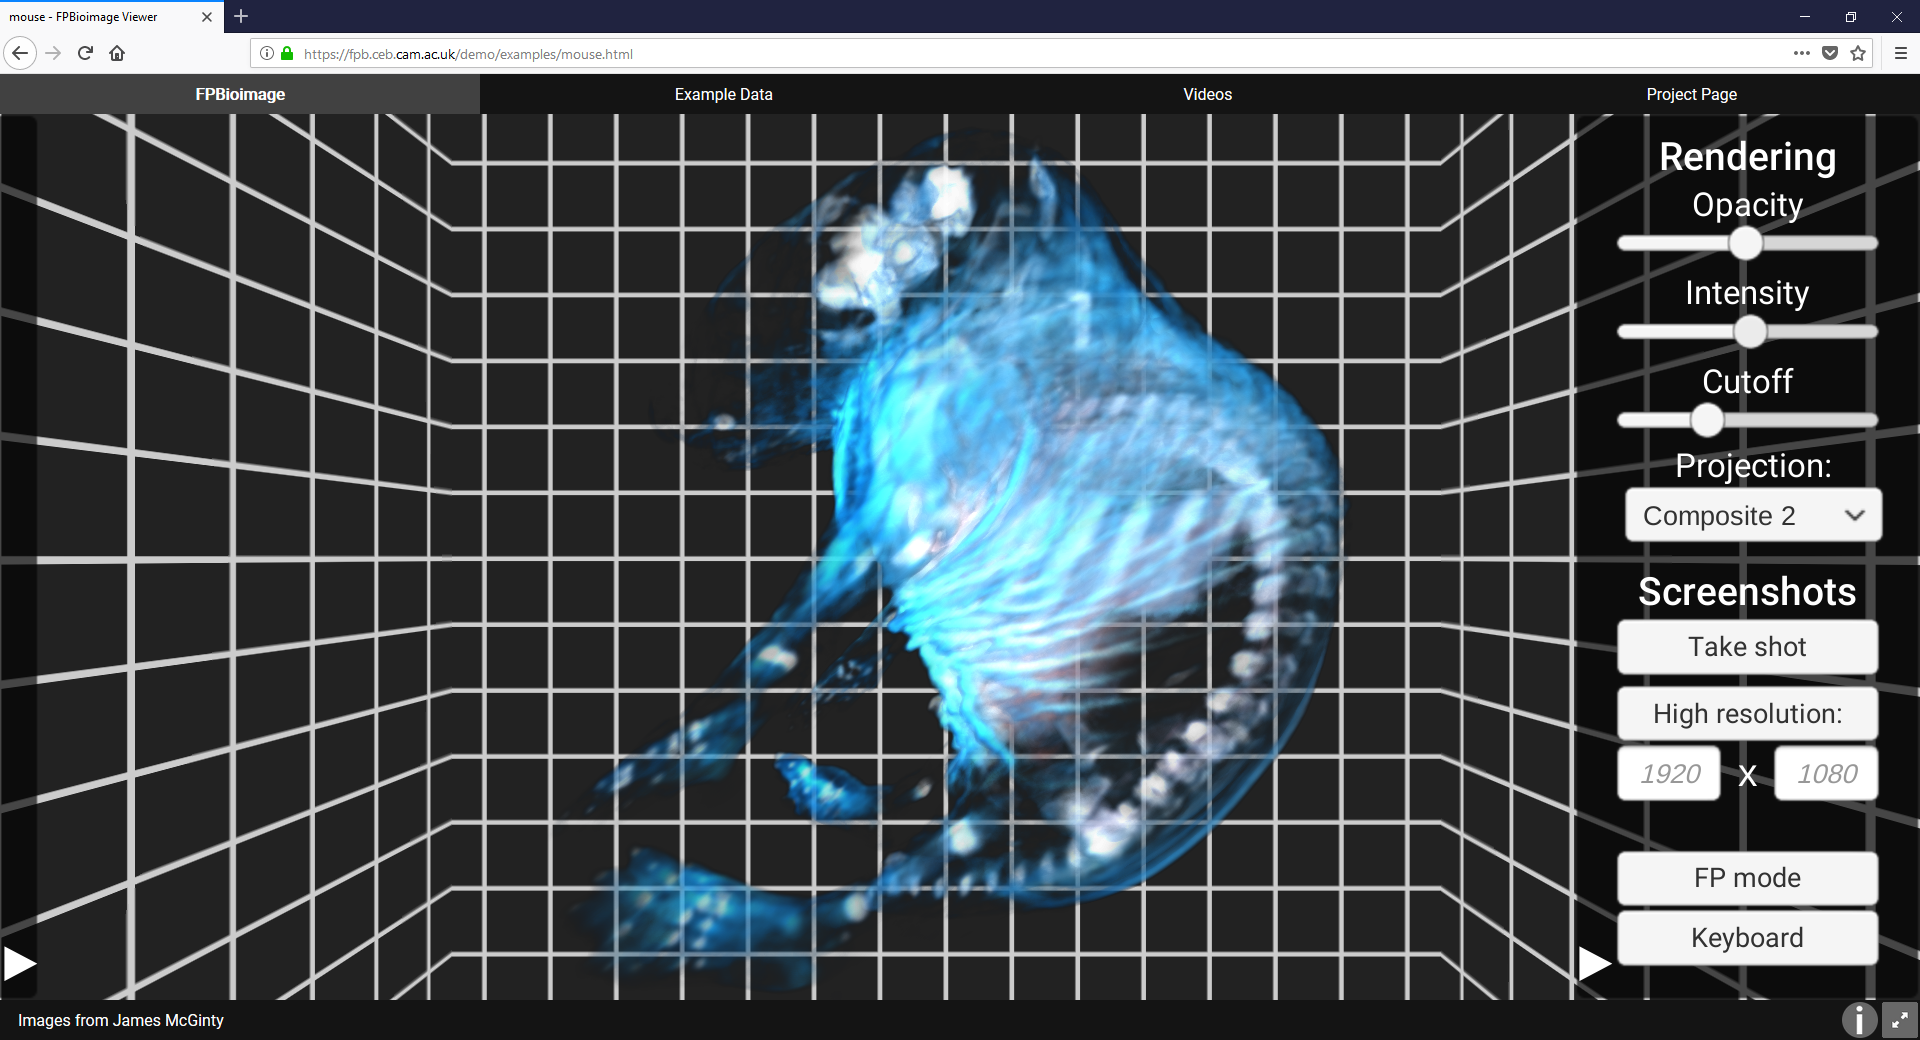 mouse - FPBioimage Viewer
https://fpb.ceb.cam.ac.uk/demo/examples/mouse.html
FPBioimage
Example Data
Videos
Project Page
Rendering
Opacity
Intensity
Cutoff
Projection:
Composite 2
Screenshots
Take shot
High resolution:
1920 X 1080
FP mode
Keyboard
Images from James McGinty